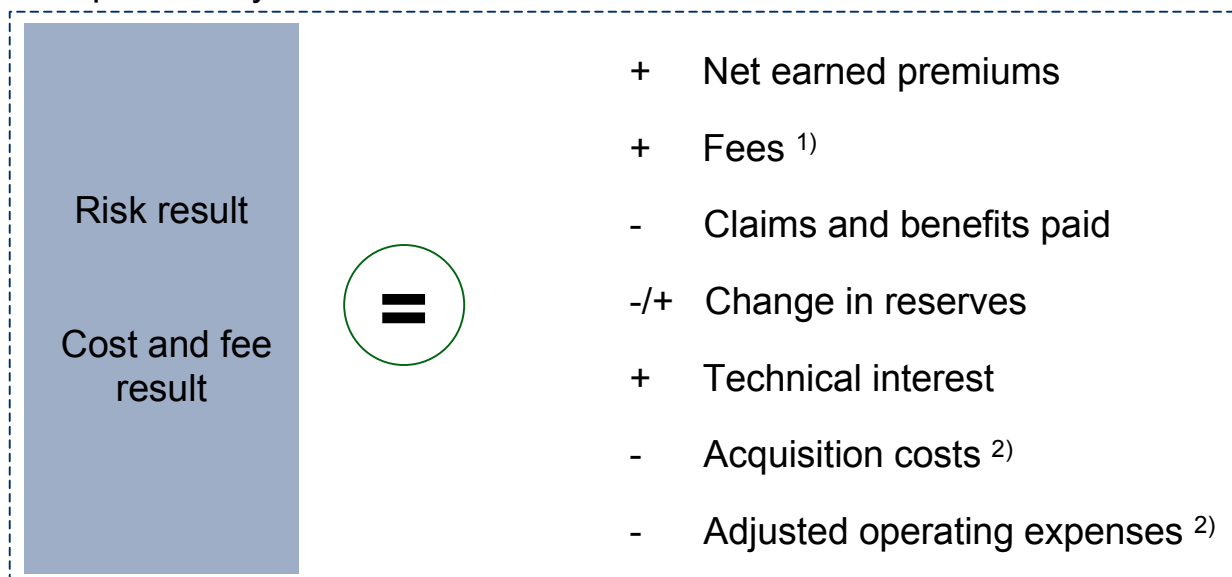 Risk result
Cost and fee
result
=
+ Net earned premiums
+ Fees 1)
- Claims and benefits paid
-/+ Change in reserves
+ Technical interest
- Acquisition costs 2)
- Adjusted operating expenses 2)